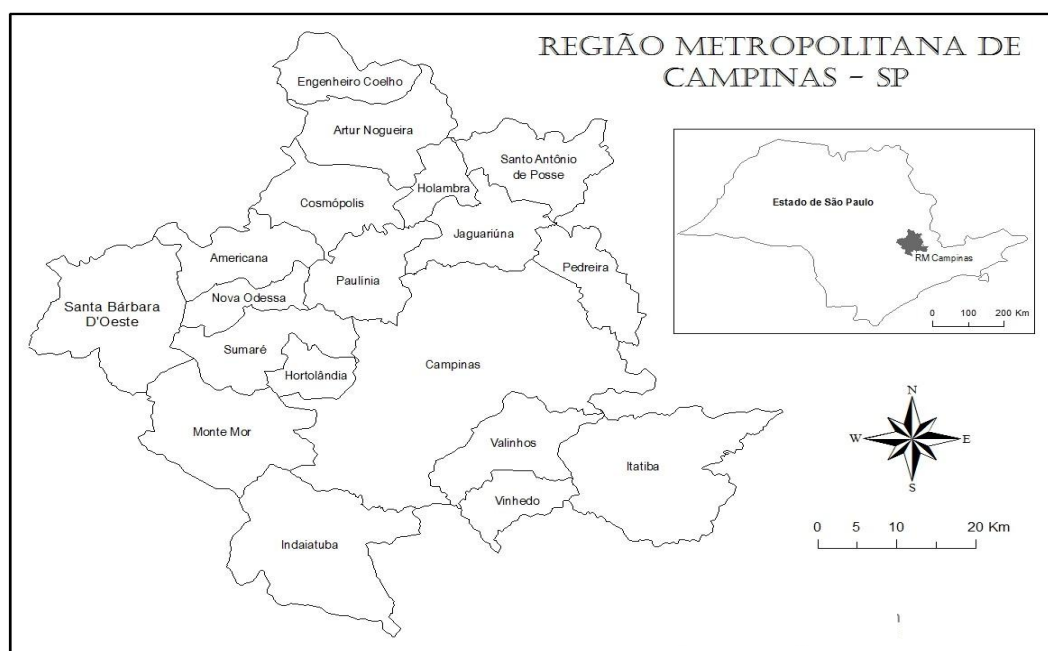 REGIÃO METROPOLITANA DE
CAMPINAS - SP
Engenheiro Coelho
Artur Nogueira
Santo Antônio
de Posse
Holambra
Cosmópolis
Jaguariúna
Americana
Pedreira
Paulínia
Nova Odessa
Santa Bárbara
D'Oeste
Sumaré
Hortolândia
Campinas
Monte Mor
Valinhos
Itatiba
Vinhedo
Indaiatuba
Estado de São Paulo
RM Campinas
0 100 200 Km
N
W E
S
0 5 10 20 Km